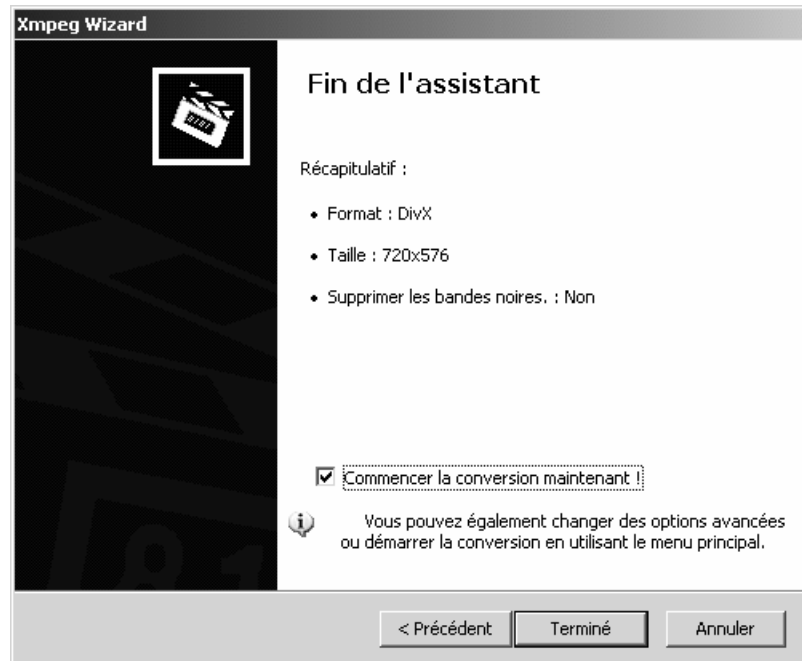 Xmpeg Wizard
Fin de l'assistant
Récapitulatif :
• Format : DivX
• Taille : 720x576
• Supprimer les bandes noires. : Non
Commencer la conversion maintenant !
Vous pouvez également changer des options avancées
ou démarrer la conversion en utilisant le menu principal.
< Précédent Terminé Annuler